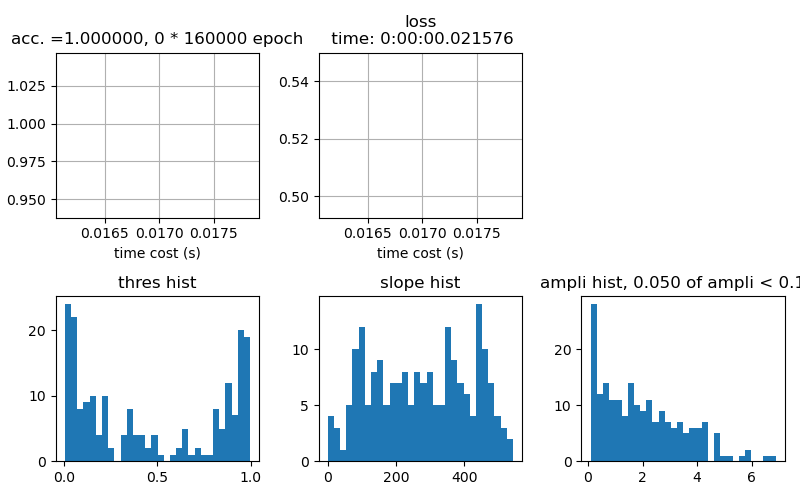 acc. =1.000000, 0 * 160000 epoch
1.025
1.000
0.975
0.950
0.0165 0.0170 0.0175
time cost (s)
loss
time: 0:00:00.021576
0.54
0.52
0.50
0.0165 0.0170 0.0175
time cost (s)
thres hist
20
10
0
0.0 0.5 1.0
slope hist
10
5
0
0 200 400
ampli hist, 0.050 of ampli < 0.1
20
10
0
0 2 4 6